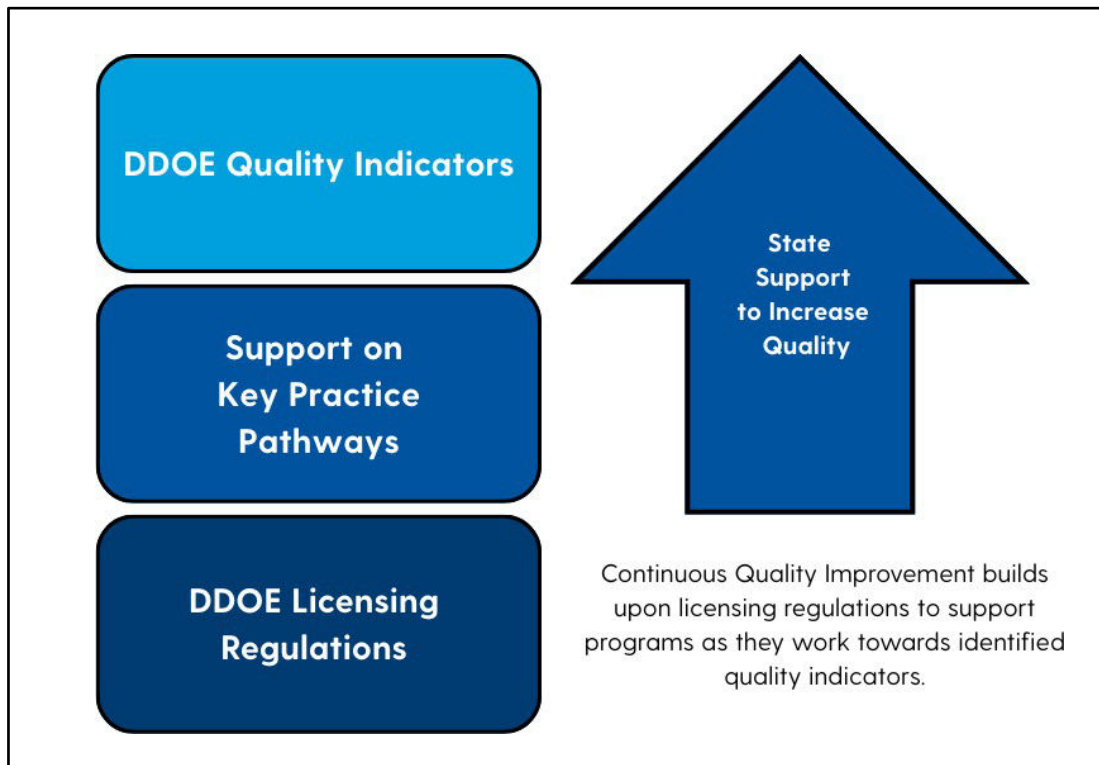 DDOE Quality Indicators
Support on
Key Practice
Pathways
DDOE Licensing
Regulations
State
Support
to Increase
Quality
Continuous Quality Improvement builds
upon licensing regulations to support
programs as they work towards identified
quality indicators.